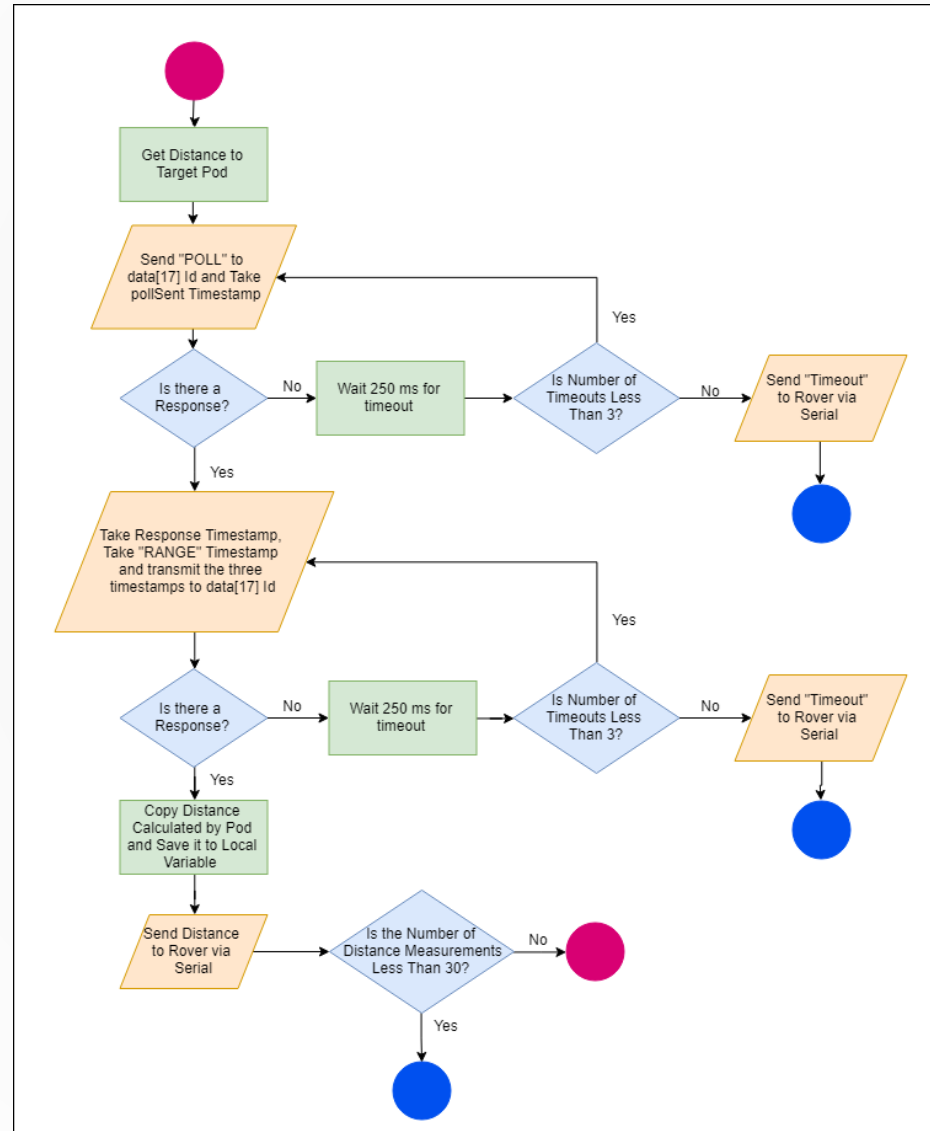 Get Distance to
Target Pod
Send "POLL" to
data[17] Id and Take
pollSent Timestamp
Yes
Is there a
Response?
No
Wait 250 ms for
timeout
Is Number of
Timeouts Less
Than 3?
No
Send "Timeout"
to Rover via
Serial
Yes
Take Response Timestamp,
Take "RANGE" Timestamp
and transmit the three
timestamps to data[17] Id
Yes
Is there a
Response?
No
Wait 250 ms for
timeout
Is Number of
Timeouts Less
Than 3?
No
Send "Timeout"
to Rover via
Serial
Yes
Copy Distance
Calculated by Pod
and Save it to Local
Variable
Send Distance
to Rover via
Serial
Is the Number of
Distance Measurements
Less Than 30?
No
Yes